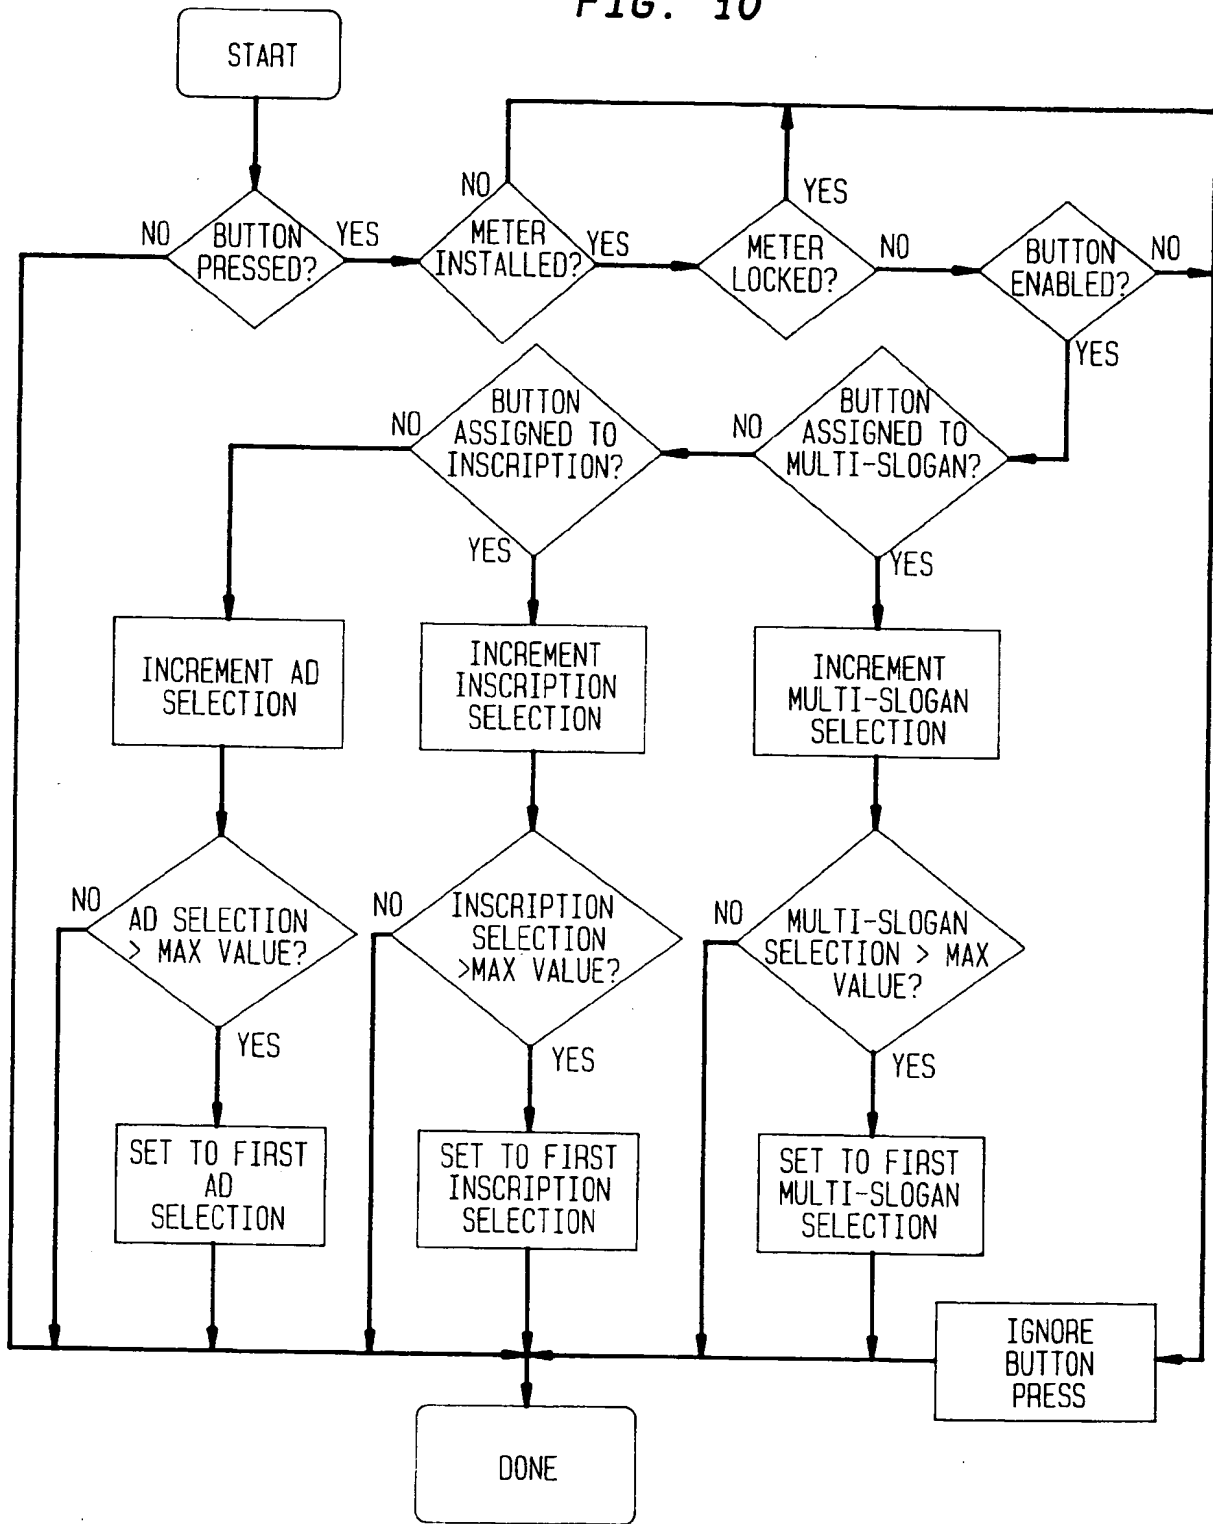 FIG. 10
START
NO
BUTTON
PRESSED?
YES
NO
METER
INSTALLED?
YES
YES
METER
LOCKED?
NO
BUTTON
ENABLED?
NO
YES
NO
BUTTON
ASSIGNED TO
INSCRIPTION?
YES
NO
BUTTON
ASSIGNED TO
MULTI-SLOGAN?
YES
INCREMENT AD
SELECTION
INCREMENT
INSCRIPTION
SELECTION
INCREMENT
MULTI-SLOGAN
SELECTION
NO
AD SELECTION
> MAX VALUE?
YES
NO
INSCRIPTION
SELECTION
>MAX VALUE?
YES
NO
MULTI-SLOGAN
SELECTION > MAX
VALUE?
YES
SET TO FIRST
AD
SELECTION
SET TO FIRST
INSCRIPTION
SELECTION
SET TO FIRST
MULTI-SLOGAN
SELECTION
IGNORE
BUTTON
PRESS
DONE